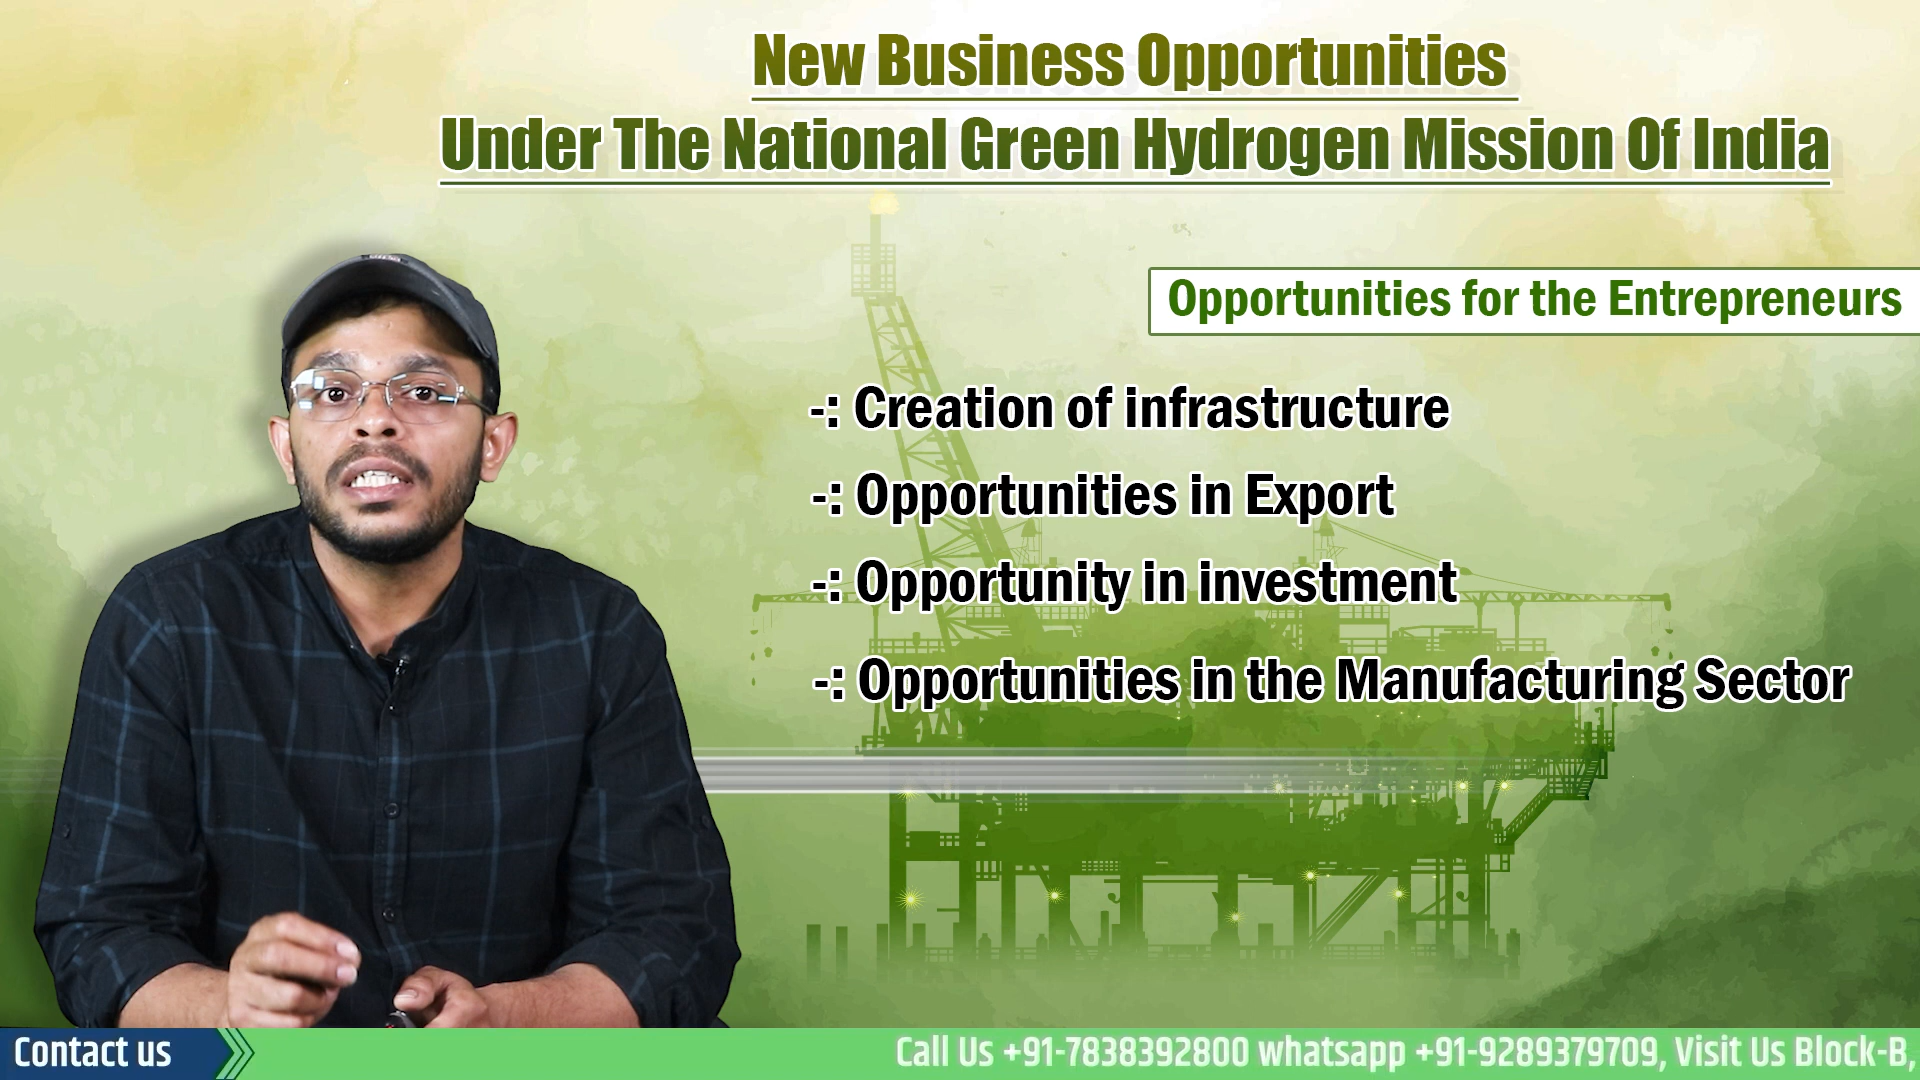 New Business Opportunities
Under The National Green Hydrogen Mission Of India
Opportunities for the Entrepreneurs
-: Creation of infrastructure
-: Opportunities in Export
-: Opportunity in investment
-: Opportunities in the Manufacturing Sector
Contact us
Call Us +91-7838392800 whatsapp +91-9289379709, Visit Us Block-B,